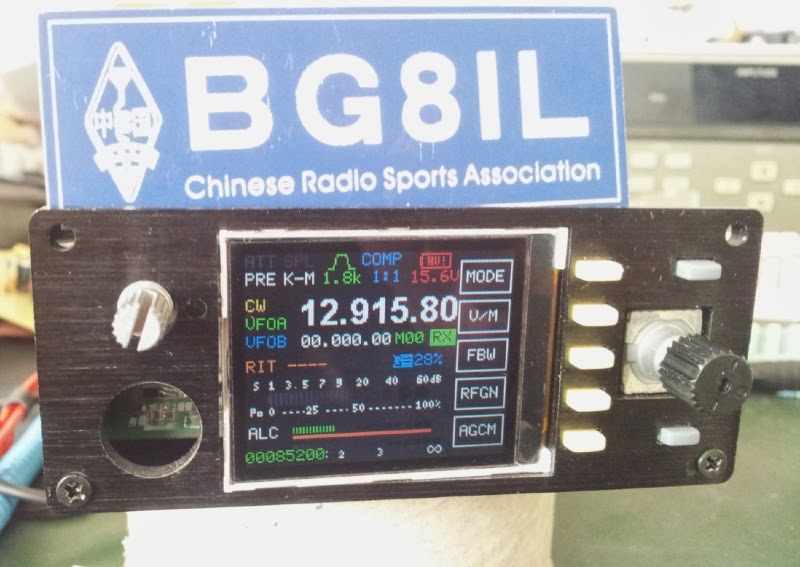 BG8IL
Chinese Radio Sports Association
ATT SPL COMP HV!
PRE K-M 1.8k 1:1 15.6V
MODE
CW 12.915.80
VFOA
V/M
VFOB 00.000.00 M00 RX
RIT ---- 28%
FBW
S 1 3.5 7 9 20 40 60dB
RFGN
Po 0 ----25 ----50 ------- 100%
ALC
AGCM
00085200: 2 3 ∞